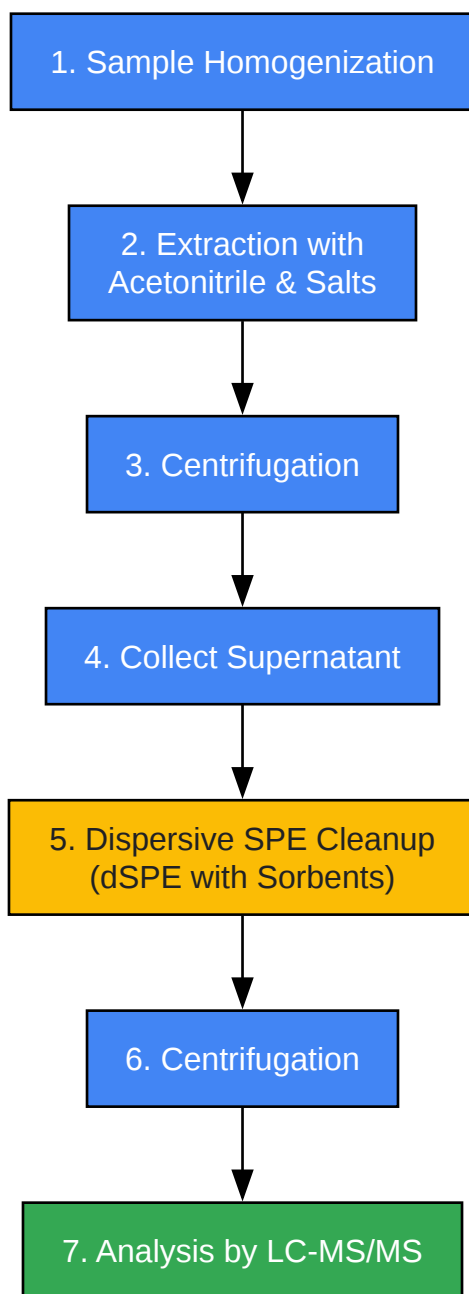 1. Sample Homogenization
2. Extraction with
Acetonitrile & Salts
3. Centrifugation
4. Collect Supernatant
5. Dispersive SPE Cleanup
(dSPE with Sorbents)
6. Centrifugation
7. Analysis by LC-MS/MS